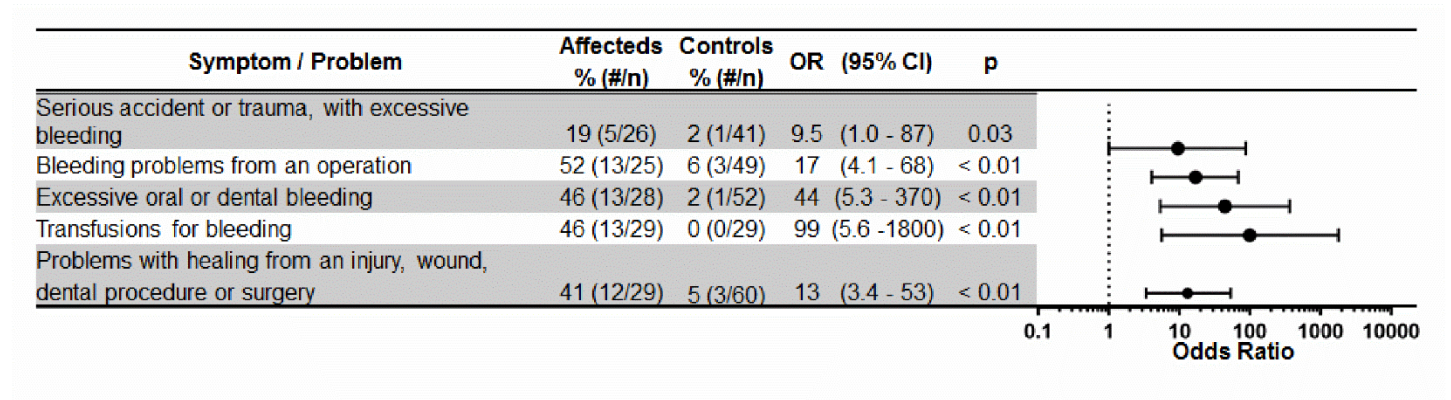 Symptom / Problem Affecteds % (#/n) Controls % (#/n) OR (95% CI) p
Serious accident or trauma, with excessive
bleeding 19 (5/26) 2 (1/41) 9.5 (1.0 - 87) 0.03
Bleeding problems from an operation 52 (13/25) 6 (3/49) 17 (4.1 - 68) < 0.01
Excessive oral or dental bleeding 46 (13/28) 2 (1/52) 44 (5.3 - 370) < 0.01
Transfusions for bleeding 46 (13/29) 0 (0/29) 99 (5.6 -1800) < 0.01
Problems with healing from an injury, wound,
dental procedure or surgery 41 (12/29) 5 (3/60) 13 (3.4 - 53) < 0.01
0.1 1 10 100 1000 10000
Odds Ratio